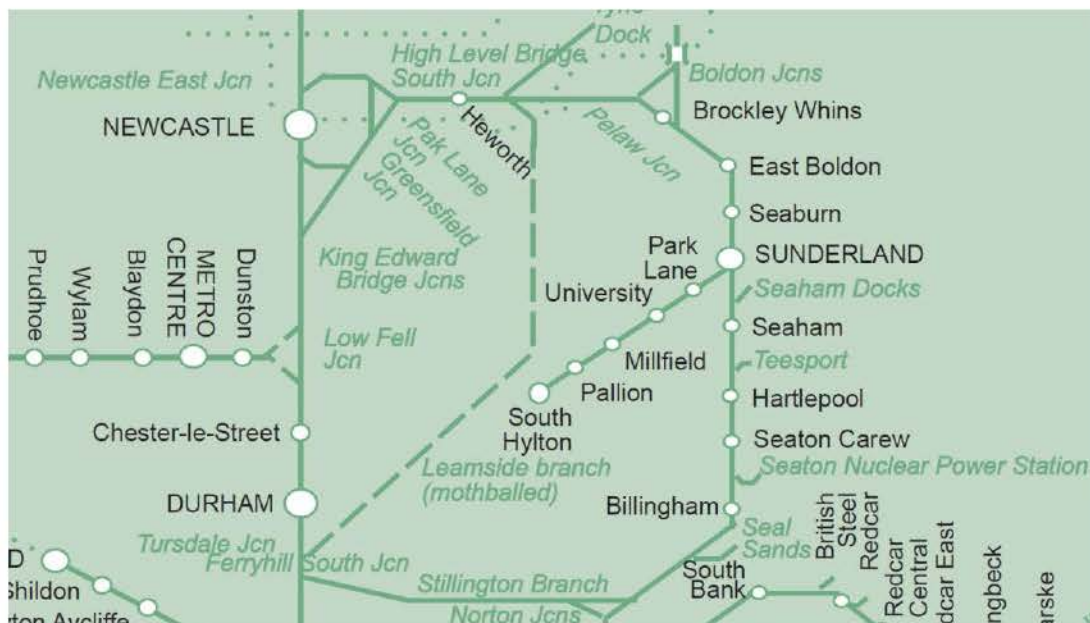 Dock
High Level Bridge
South Jcn
Newcastle East Jcn
Boldon Jcns
NEWCASTLE
Brockley Whins
Heworth
Pelaw Jcn
Pak Lane
Jcn
Greensfield
Jcn
East Boldon
Seaburn
Park
Lane
SUNDERLAND
King Edward
Bridge Jcns
University
Seaham Docks
Prudhoe
Wylam
Blaydon
METRO
CENTRE
Dunston
Low Fell
Jcn
Seaham
Millfield
Teesport
Pallion
Hartlepool
South
Hylton
Chester-le-Street
Seaton Carew
Leamside branch
(mothballed)
Seaton Nuclear Power Station
DURHAM
Billingham
Tursdale Jcn
Ferryhill South Jcn
Seal
Sands
British
Steel
Redcar
D
Shildon
Stillington Branch
South
Bank
Norton Jcns
Redcar
Central